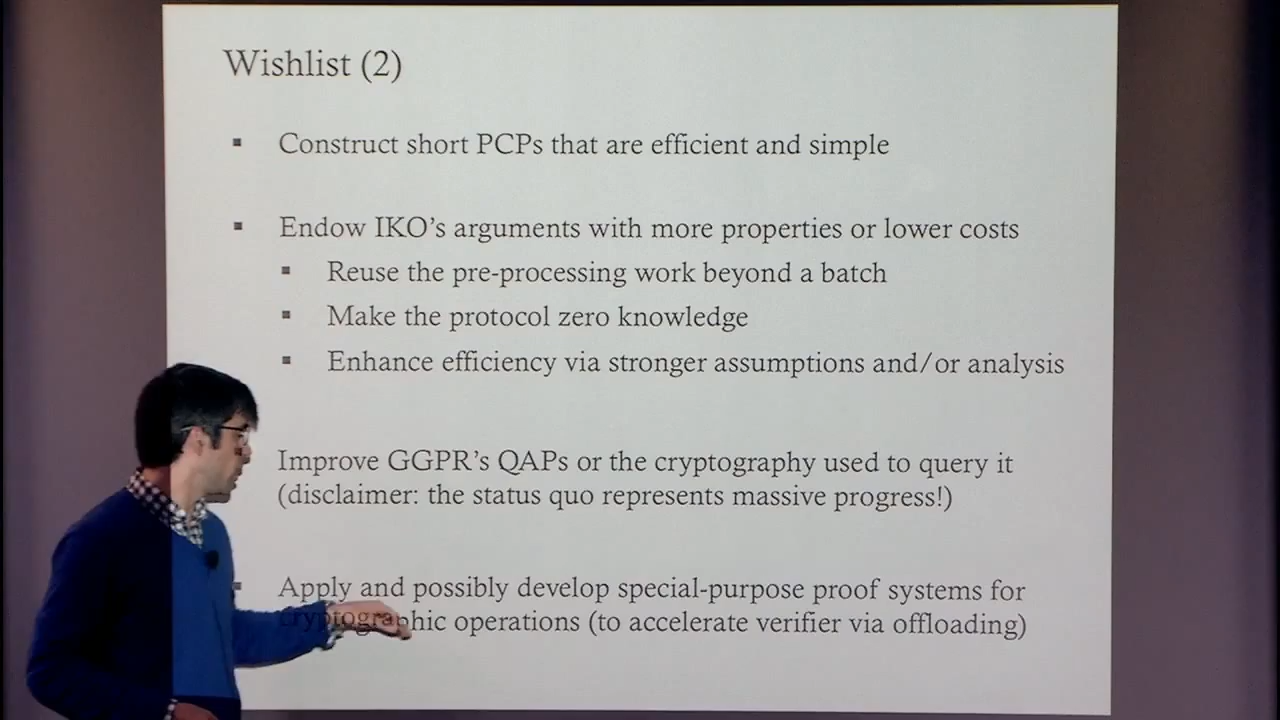 Wishlist (2)
▪ Construct short PCPs that are efficient and simple
▪ Endow IKO’s arguments with more properties or lower costs
▪ Reuse the pre-processing work beyond a batch
▪ Make the protocol zero knowledge
▪ Enhance efficiency via stronger assumptions and/or analysis
Improve GGPR’s QAPs or the cryptography used to query it
(disclaimer: the status quo represents massive progress!)
▪ Apply and possibly develop special-purpose proof systems for
cryptographic operations (to accelerate verifier via offloading)